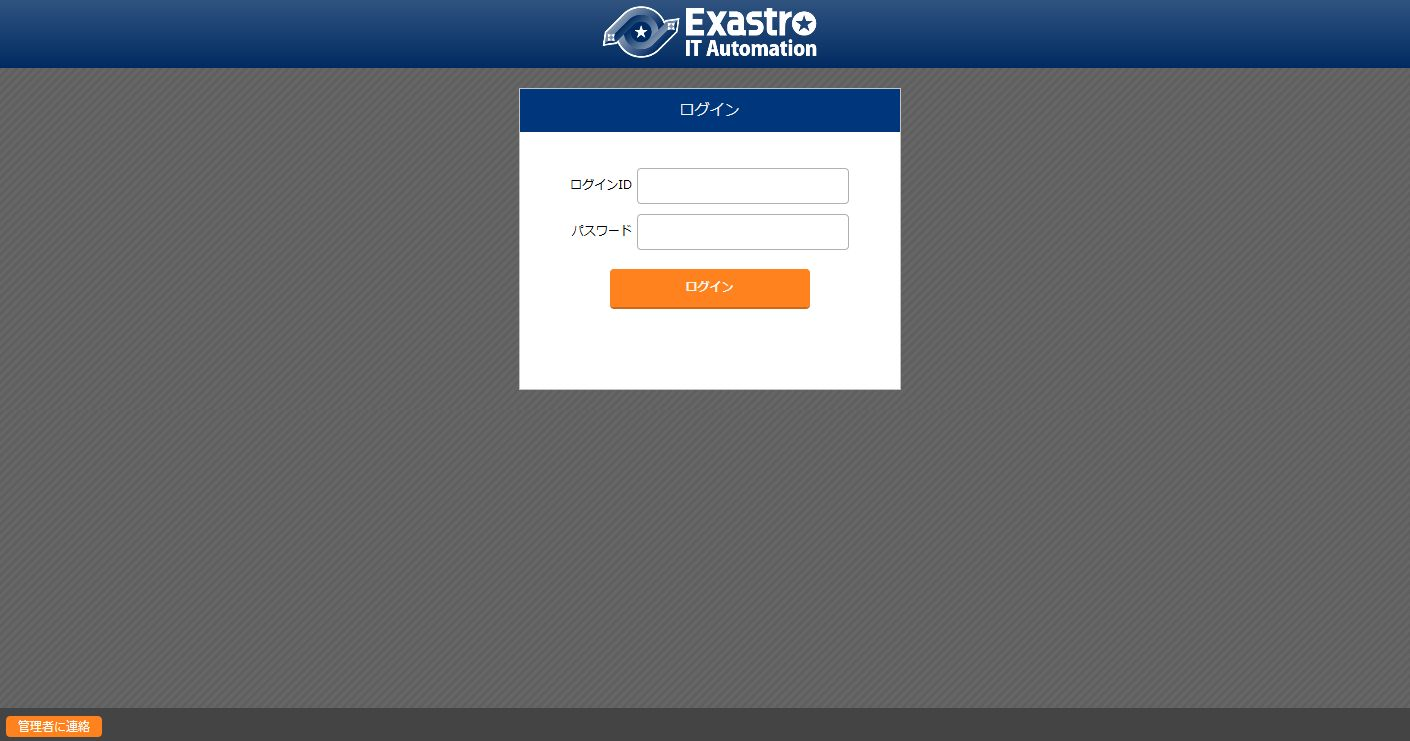 Exastro
IT Automation
ログイン
ログインID
パスワード
ログイン
管理者に連絡